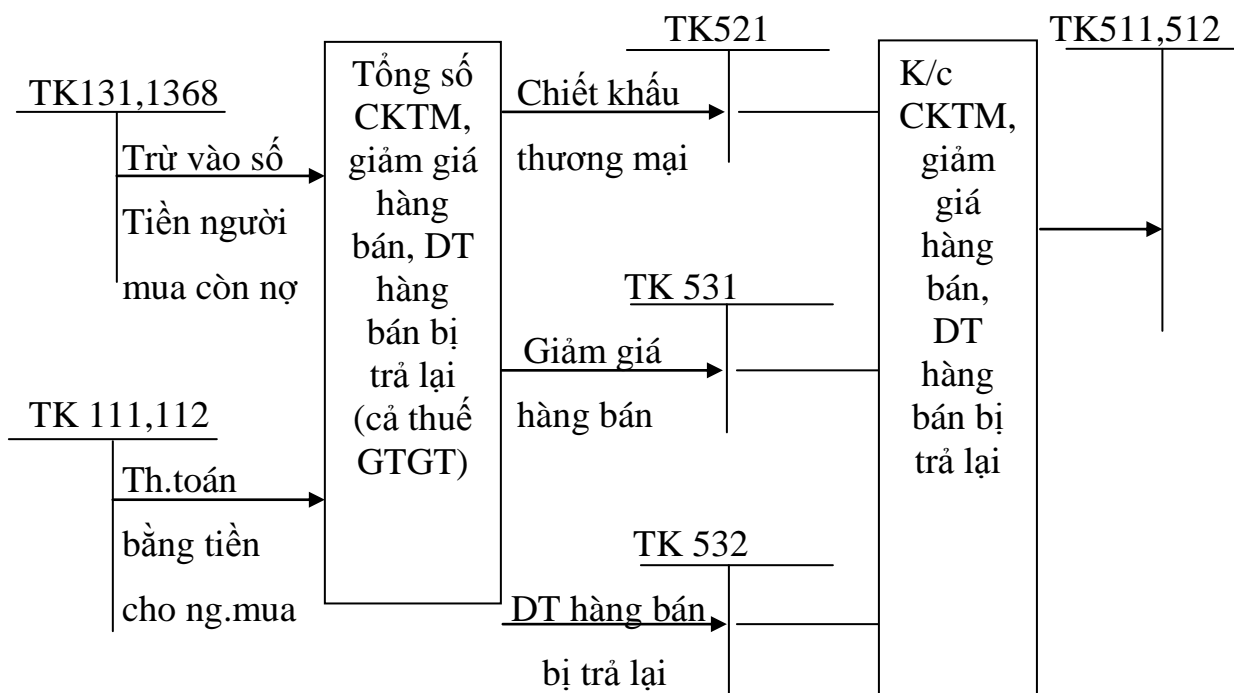 TK131,1368
Trừ vào số
Tiền người
mua còn nợ
TK 111,112
Th.toán
bằng tiền
cho ng.mua
Tổng số
CKTM,
giảm giá
hàng
bán, DT
hàng
bán bị
trả lại
(cả thuế
GTGT)
TK521
Chiết khấu
thương mại
TK 531
Giảm giá
hàng bán
TK 532
DT hàng bán
bị trả lại
K/c
CKTM,
giảm
giá
hàng
bán,
DT
hàng
bán bị
trả lại
TK511,512